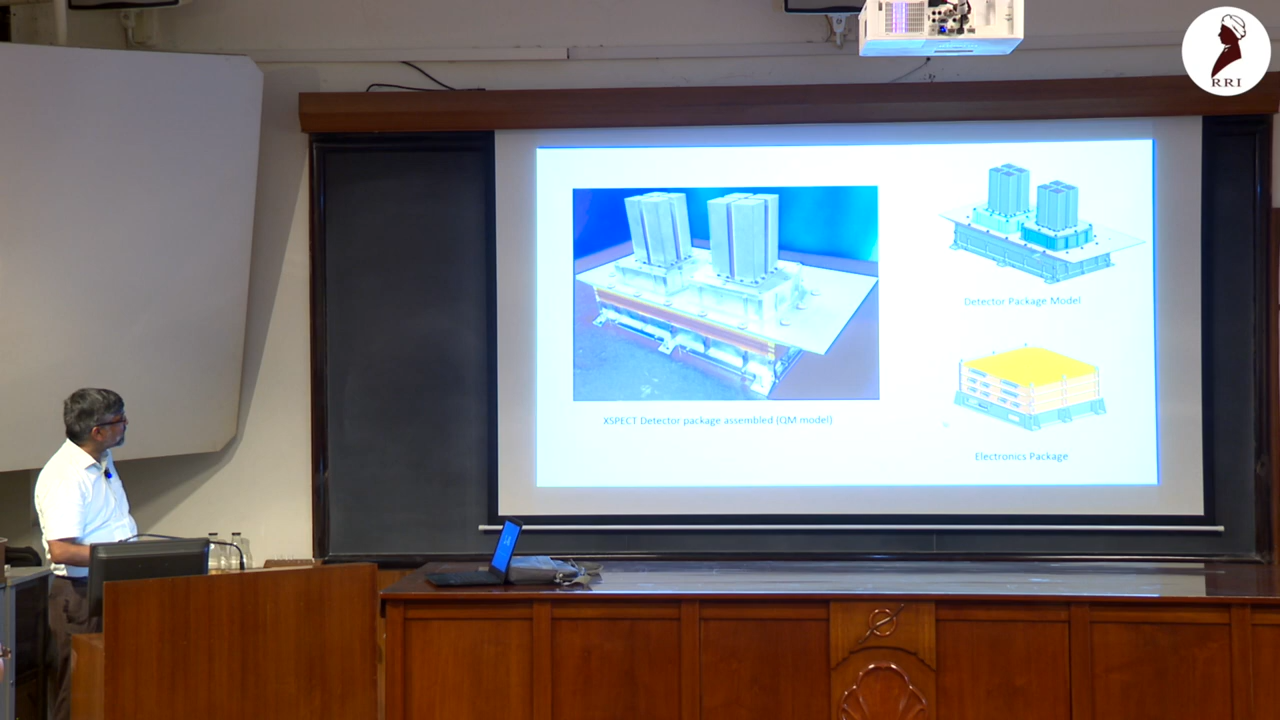 RRI
Detector Package Model
XSPECT Detector package assembled (QM model)
Electronics Package